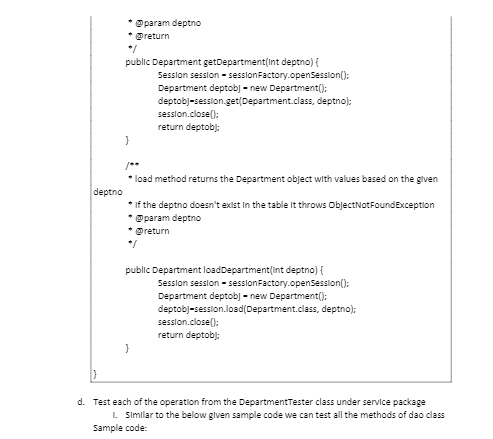 * @param deptno
* @return
*/
public Department getDepartment(int deptno) {
Session session = sessionFactory.openSession();
Department deptobj = new Department();
deptobj=session.get(Department.class, deptno);
session.close();
return deptobj;
}
/**
* load method returns the Department object with values based on the given
deptno
* if the deptno doesn't exist in the table it throws ObjectNotFoundException
* @param deptno
* @return
*/
public Department loadDepartment(int deptno) {
Session session = sessionFactory.openSession();
Department deptobj = new Department();
deptobj=session.load(Department.class, deptno);
session.close();
return deptobj;
}
}
d. Test each of the operation from the DepartmentTester class under service package
i. Similar to the below given sample code we can test all the methods of dao class
Sample code: